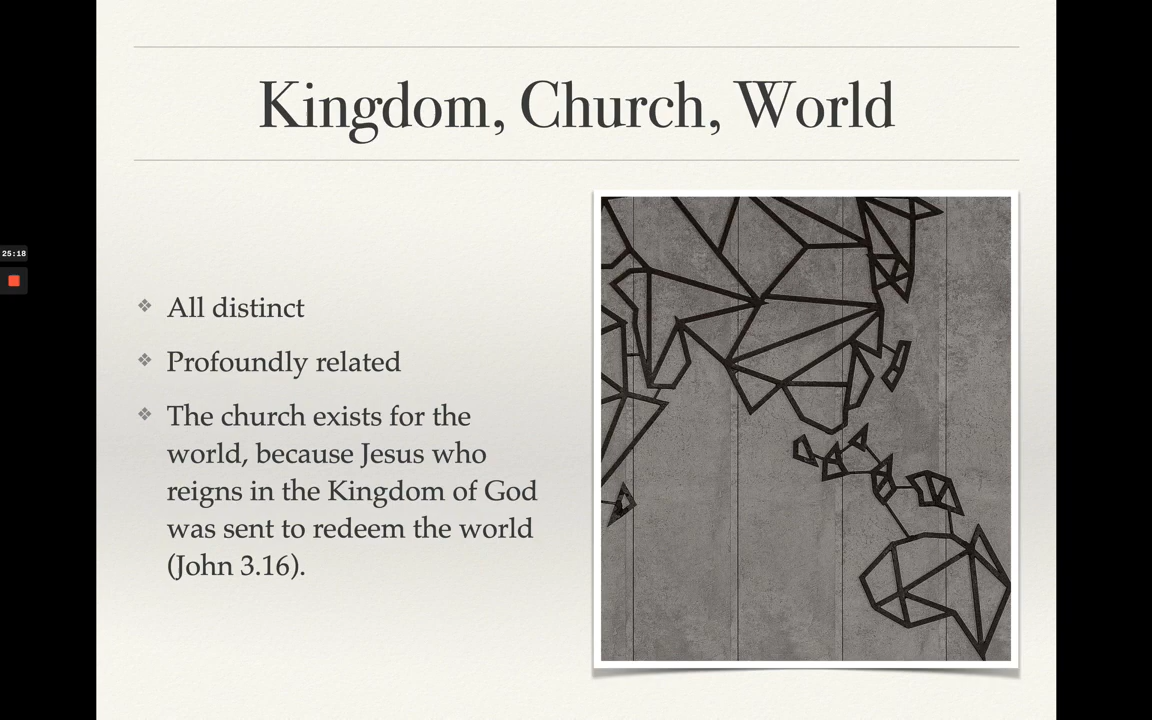 Kingdom, Church, World
25:18
All distinct
Profoundly related
The church exists for the
world, because Jesus who
reigns in the Kingdom of God
was sent to redeem the world
(John 3.16).